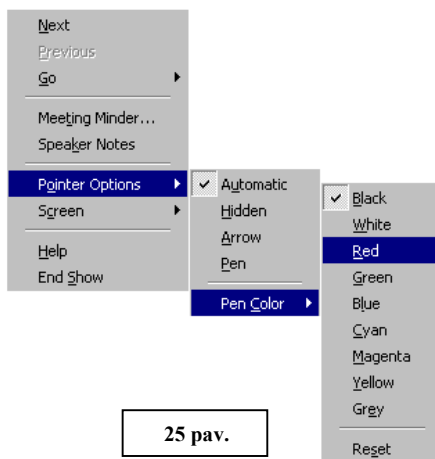 Next
Previous
Go
Meeting Minder...
Speaker Notes
Pointer Options
Screen
Help
End Show
Automatic
Hidden
Arrow
Pen
Pen Color
Black
White
Red
Green
Blue
Cyan
Magenta
Yellow
Grey
Reset
25 pav.